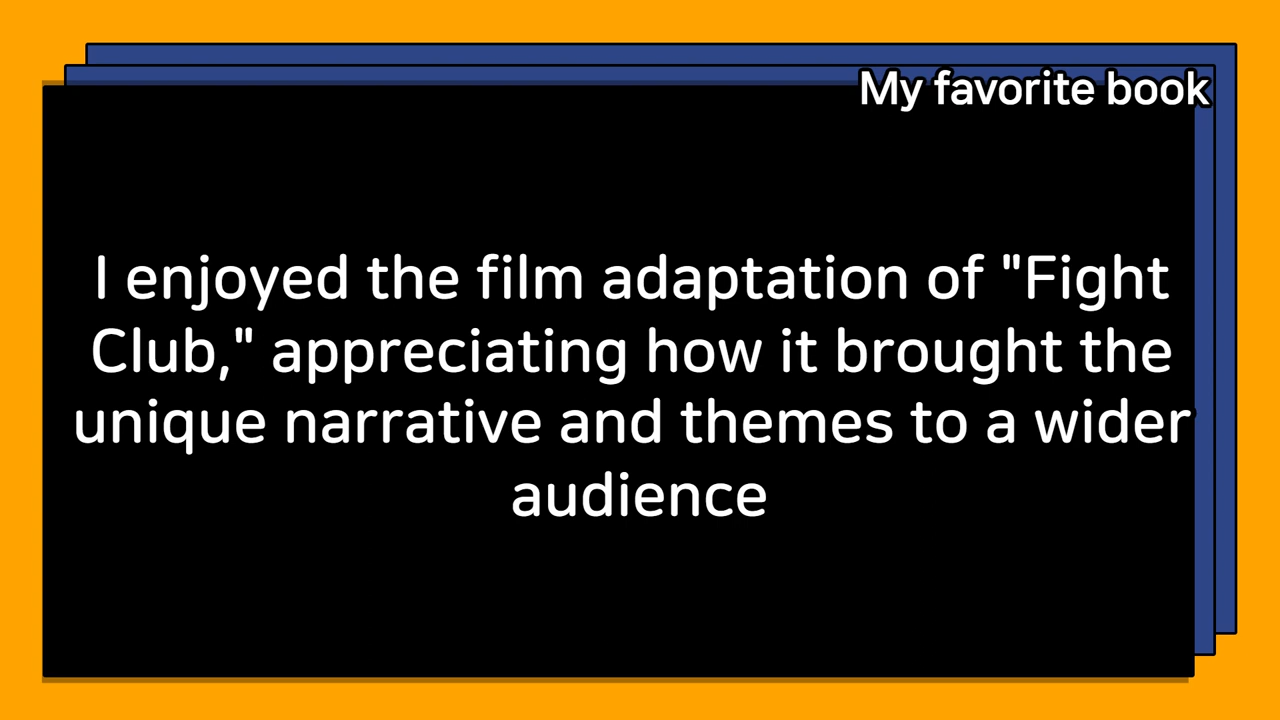 My favorite book
I enjoyed the film adaptation of "Fight
Club," appreciating how it brought the
unique narrative and themes to a wider
audience